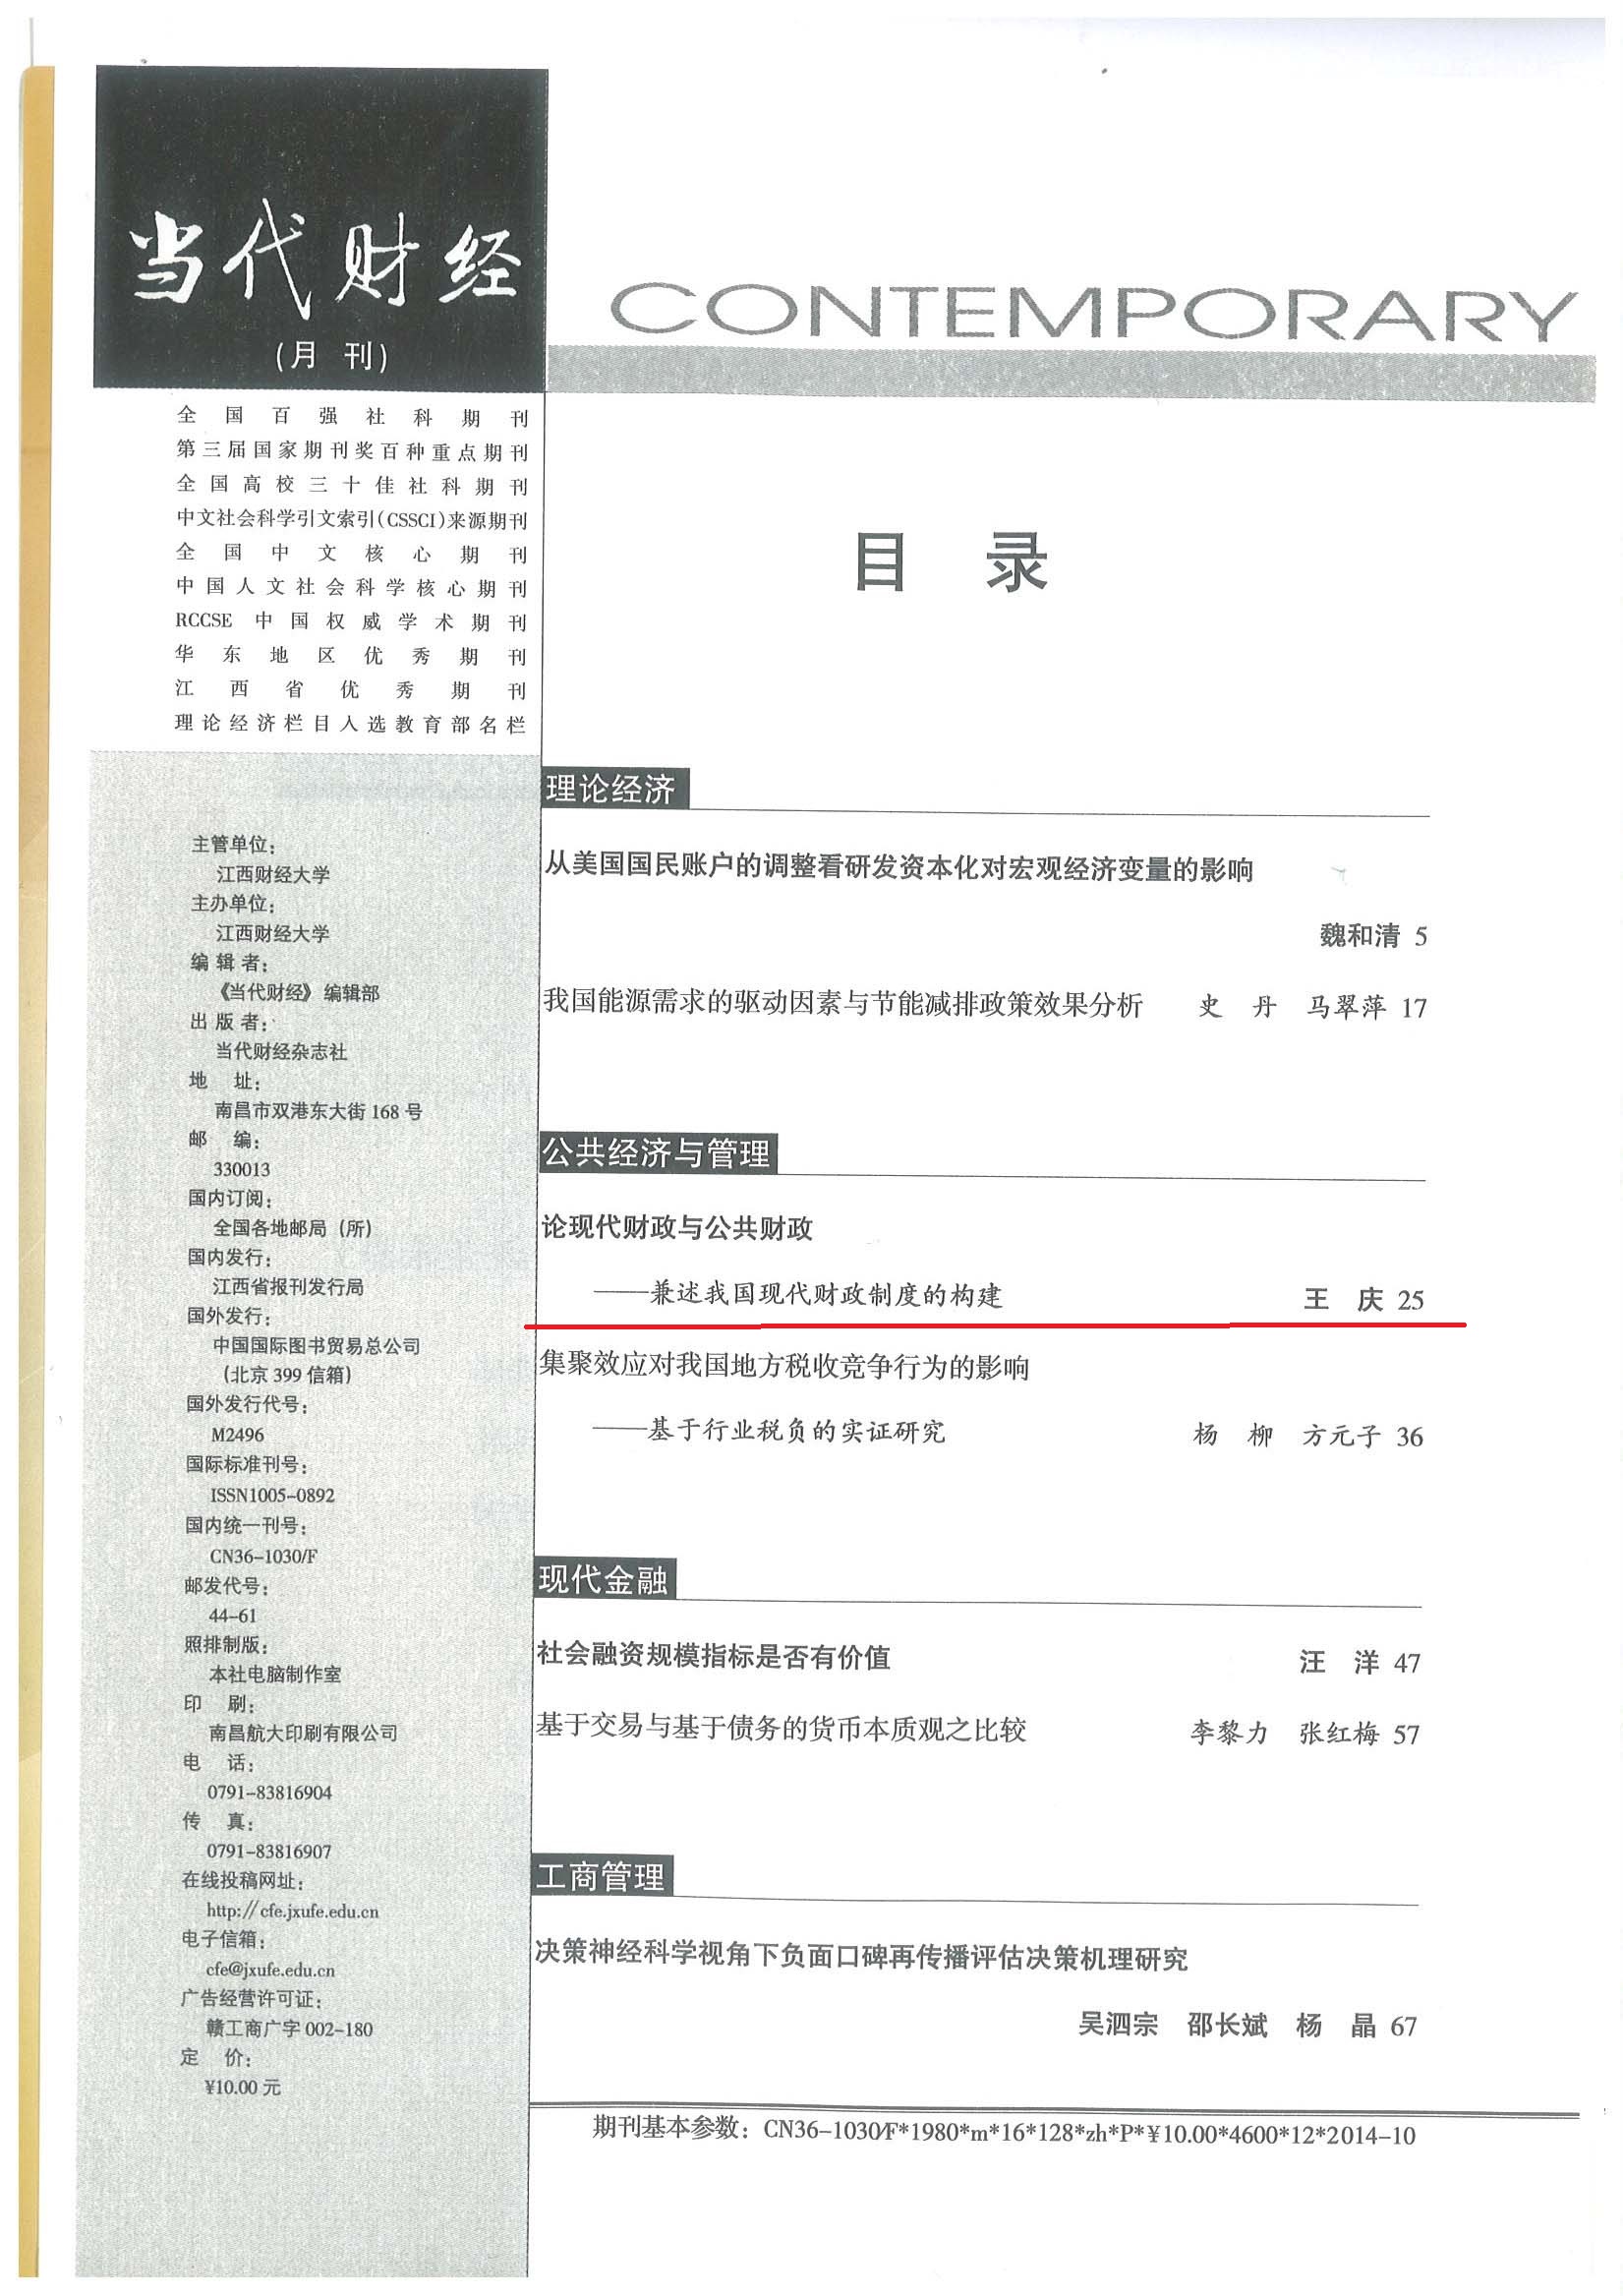 当代财经
(月 刊)
CONTEMPORARY
全国百强社科期刊
第三届国家期刊奖百种重点期刊
全国高校三十佳社科期刊
中文社会科学引文索引(CSSCI)来源期刊
全国中文核心期刊
中国人文社会科学核心期刊
RCCSE 中国权威学术期刊
华东地区优秀期刊
江西省优秀期刊
理论经济栏目入选教育部名栏
主管单位：
江西财经大学
主办单位：
江西财经大学
编 辑 者：
《当代财经》编辑部
出 版 者：
当代财经杂志社
地 址：
南昌市双港东大街 168 号
邮 编：
330013
国内订阅：
全国各地邮局（所）
国内发行：
江西省报刊发行局
国外发行：
中国国际图书贸易总公司
（北京 399 信箱）
国外发行代号：
M2496
国际标准刊号：
ISSN1005-0892
国内统一刊号：
CN36-1030/F
邮发代号：
44-61
照排制版：
本社电脑制作室
印 刷：
南昌航大印刷有限公司
电 话：
0791-83816904
传 真：
0791-83816907
在线投稿网址：
http://cfe.jxufe.edu.cn
电子信箱：
cfe@jxufe.edu.cn
广告经营许可证：
赣工商广字 002-180
定 价：
¥10.00 元
目 录
理论经济
从美国国民账户的调整看研发资本化对宏观经济变量的影响
魏和清 5
我国能源需求的驱动因素与节能减排政策效果分析 史 丹 马翠萍 17
公共经济与管理
论现代财政与公共财政
——兼述我国现代财政制度的构建 王 庆 25
集聚效应对我国地方税收竞争行为的影响
——基于行业税负的实证研究 杨 柳 方元子 36
现代金融
社会融资规模指标是否有价值 汪 洋 47
基于交易与基于债务的货币本质观之比较 李黎力 张红梅 57
工商管理
决策神经科学视角下负面口碑再传播评估决策机理研究
吴泗宗 邵长斌 杨 晶 67
期刊基本参数：CN36-1030/F*1980*m*16*128*zh*P*¥10.00*4600*12*2014-10